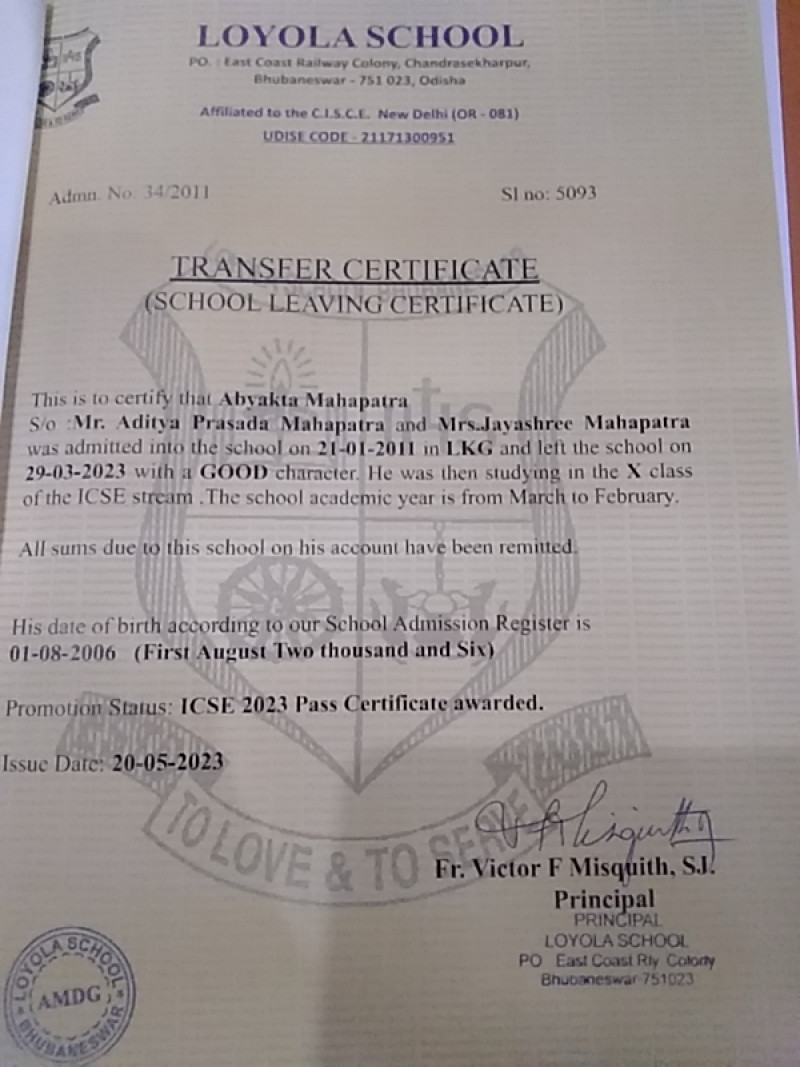 LOYOLA SCHOOL
PO. : East Coast Railway Colony, Chandrasekharpur,
Bhubaneswar - 751 023, Odisha
Affiliated to the C.I.S.C.E. New Delhi (OR - 081)
UDISE CODE - 21171300951
Admn. No. 34/2011 Sl no: 5093
TRANSFER CERTIFICATE
(SCHOOL LEAVING CERTIFICATE)
This is to certify that Abyakta Mahapatra
S/o :Mr. Aditya Prasada Mahapatra and Mrs.Jayashree Mahapatra
was admitted into the school on 21-01-2011 in LKG and left the school on
29-03-2023 with a GOOD character. He was then studying in the X class
of the ICSE stream .The school academic year is from March to February.
All sums due to this school on his account have been remitted.
His date of birth according to our School Admission Register is
01-08-2006 (First August Two thousand and Six)
Promotion Status: ICSE 2023 Pass Certificate awarded.
Issue Date: 20-05-2023
TO LOVE & TO SERVE
Fr. Victor F Misquith, SJ.
Principal
PRINCIPAL
LOYOLA SCHOOL
PO East Coast Rly Colony
Bhubaneswar-751023
LOYOLA SCHOOL
AMDG
BHUBANESWAR